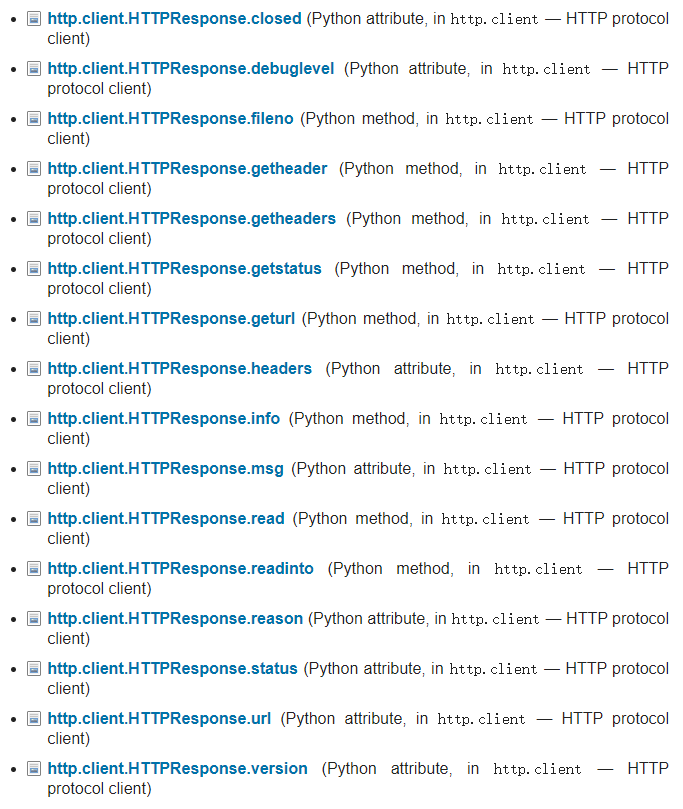 http.client.HTTPResponse.closed (Python attribute, in http.client — HTTP protocol
client)
http.client.HTTPResponse.debuglevel (Python attribute, in http.client — HTTP
protocol client)
http.client.HTTPResponse.fileno (Python method, in http.client — HTTP protocol
client)
http.client.HTTPResponse.getheader (Python method, in http.client — HTTP
protocol client)
http.client.HTTPResponse.getheaders (Python method, in http.client — HTTP
protocol client)
http.client.HTTPResponse.getstatus (Python method, in http.client — HTTP
protocol client)
http.client.HTTPResponse.geturl (Python method, in http.client — HTTP protocol
client)
http.client.HTTPResponse.headers (Python attribute, in http.client — HTTP
protocol client)
http.client.HTTPResponse.info (Python method, in http.client — HTTP protocol
client)
http.client.HTTPResponse.msg (Python attribute, in http.client — HTTP protocol
client)
http.client.HTTPResponse.read (Python method, in http.client — HTTP protocol
client)
http.client.HTTPResponse.readinto (Python method, in http.client — HTTP
protocol client)
http.client.HTTPResponse.reason (Python attribute, in http.client — HTTP protocol
client)
http.client.HTTPResponse.status (Python attribute, in http.client — HTTP protocol
client)
http.client.HTTPResponse.url (Python attribute, in http.client — HTTP protocol
client)
http.client.HTTPResponse.version (Python attribute, in http.client — HTTP
protocol client)